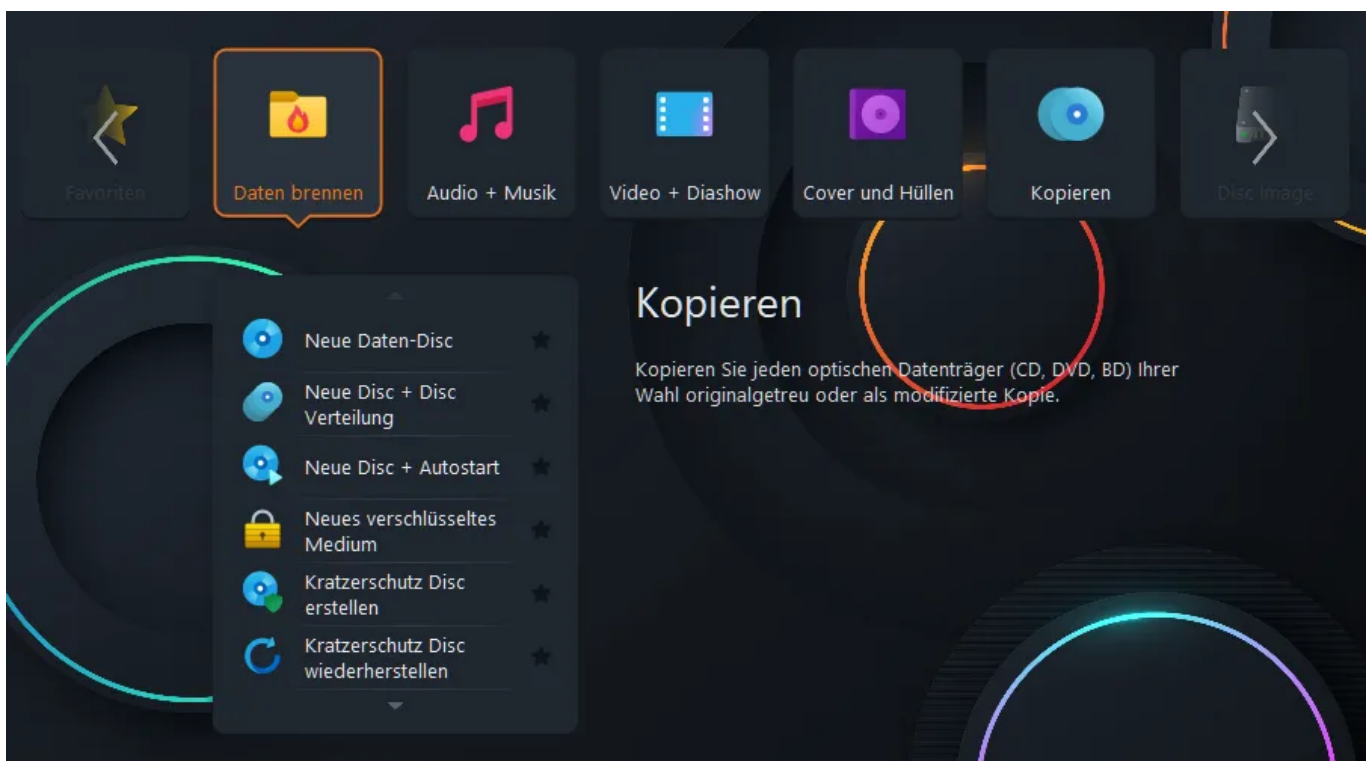 Favoriten
Daten brennen
Audio + Musik
Video + Diashow
Cover und Hüllen
Kopieren
Disc Image
Neue Daten-Disc
Neue Disc + Disc
Verteilung
Neue Disc + Autostart
Neues verschlüsseltes
Medium
Kratzerschutz Disc
erstellen
Kratzerschutz Disc
wiederherstellen
Kopieren
Kopieren Sie jeden optischen Datenträger (CD, DVD, BD) Ihrer
Wahl originalgetreu oder als modifizierte Kopie.